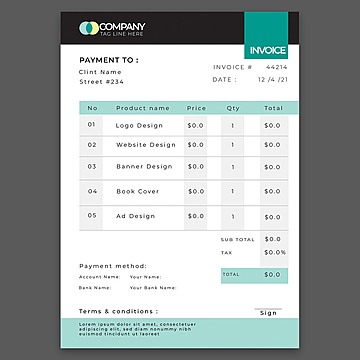 COMPANY
TAG LINE HERE
INVOICE
PAYMENT TO :
Clint Name
Street #234
INVOICE # 44214
DATE : 12 /4 /21
No Product name Price Qty Total
01 Logo Design $0.0 1 $0.0
02 Website Design $0.0 1 $0.0
03 Banner Design $0.0 1 $0.0
04 Book Cover $0.0 1 $0.0
05 Ad Design $0.0 1 $0.0
SUB TOTAL $0.0
TAX $0.0%
Payment method:
Account Name: Your Name:
Bank Name: Your Bank Name:
TOTAL $0.0
Terms & conditions :
Sign
Lorem ipsum dolor sit amet, consectetuer
adipiscing elit, sed diam nonummy nibh
euismod tincidunt ut laoreet dolore